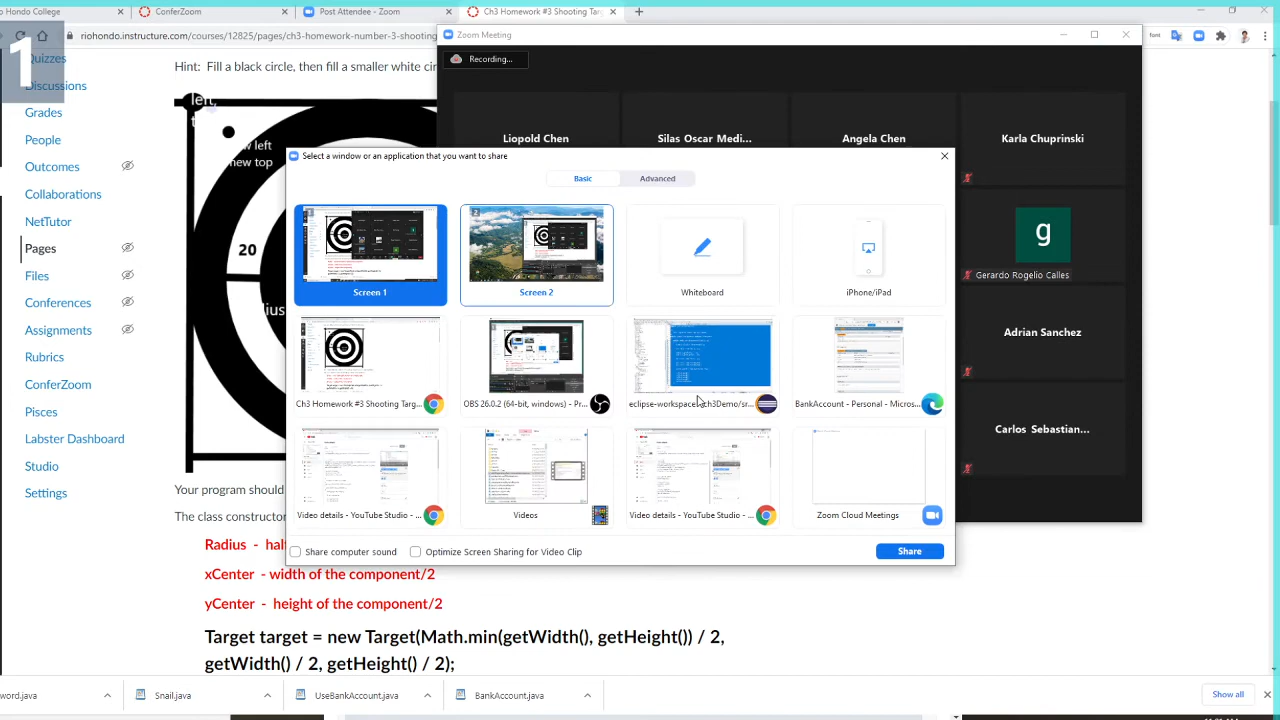 o Hondo College
ConferZoom
Post Attendee - Zoom
Ch3 Homework #3 Shooting Tar
riohondo.instructure.com/courses/12825/pages/ch3-homework-number-3-shooting
1
Zoom Meeting
Recording...
Quizzes
Discussions
Grades
People
Outcomes
Collaborations
NetTutor
Pages
Files
Conferences
Assignments
Rubrics
ConferZoom
Pisces
Labster Dashboard
Studio
Settings
Hint: Fill a black circle, then fill a smaller white cir
left,
t
w left
new top
20
dius
Liopold Chen
Silas Oscar Medi...
Angela Chen
Karla Chuprinski
g
Gerardo Rogelio Calles
Adrian Sanchez
Carlos Sebastian...
Select a window or an application that you want to share
Basic
Advanced
Screen 1
Screen 2
Whiteboard
iPhone/iPad
Ch3 Homework #3 Shooting Targ...
OBS 26.0.2 (64-bit, windows) - Pr...
eclipse-workspace - ch3Demo/sr...
BankAccount - Personal - Micros...
Video details - YouTube Studio - ...
Videos
Video details - YouTube Studio - ...
Zoom Cloud Meetings
Share computer sound
Optimize Screen Sharing for Video Clip
Share
Your program should
The class constructor
Radius - hal
xCenter - width of the component/2
yCenter - height of the component/2
Target target = new Target(Math.min(getWidth(), getHeight()) / 2,
getWidth() / 2, getHeight() / 2);
word.java
Snail.java
UseBankAccount.java
BankAccount.java
Show all